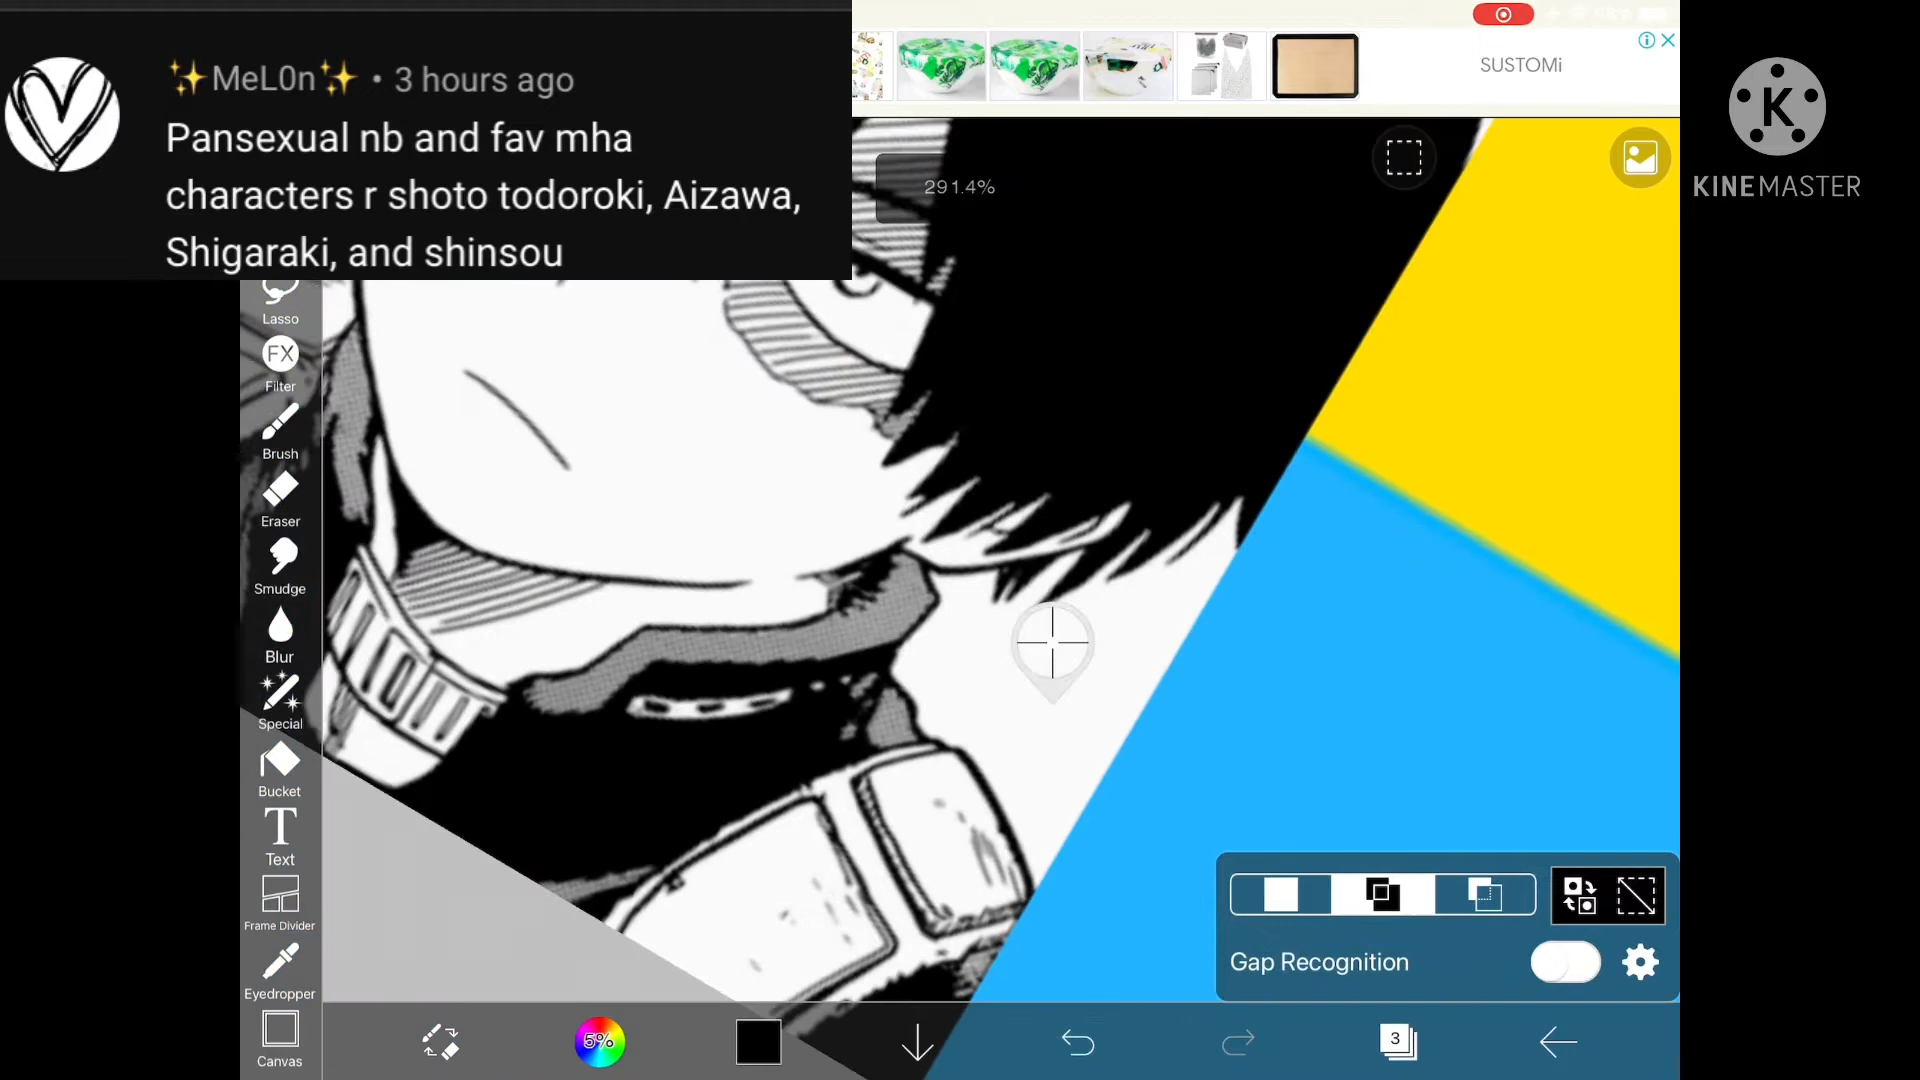 ✨MeL0n✨ • 3 hours ago
Pansexual nb and fav mha
characters r shoto todoroki, Aizawa,
Shigaraki, and shinsou
SUSTOMi
K
KINEMASTER
291.4%
Lasso
FX
Filter
Brush
Eraser
Smudge
Blur
Special
Bucket
T
Text
Frame Divider
Eyedropper
Canvas
Gap Recognition
5%
3